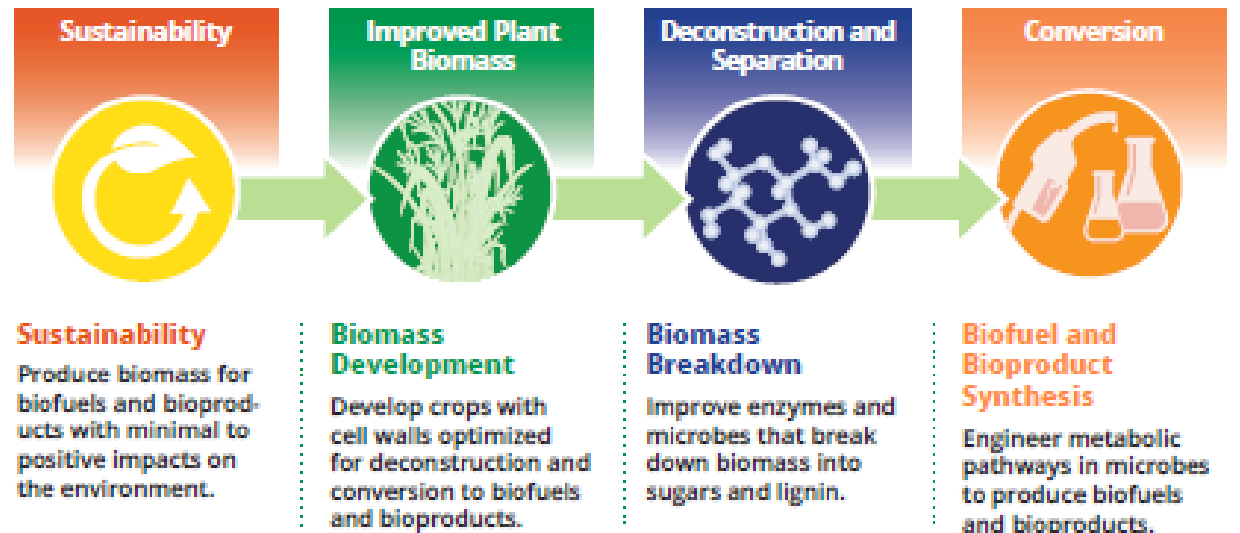 Sustainability
Improved Plant
Biomass
Deconstruction and
Separation
Conversion
Sustainability
Produce biomass for
biofuels and bioprod-
ucts with minimal to
positive impacts on
the environment.
Biomass
Development
Develop crops with
cell walls optimized
for deconstruction and
conversion to biofuels
and bioproducts.
Biomass
Breakdown
Improve enzymes and
microbes that break
down biomass into
sugars and lignin.
Biofuel and
Bioproduct
Synthesis
Engineer metabolic
pathways in microbes
to produce biofuels
and bioproducts.